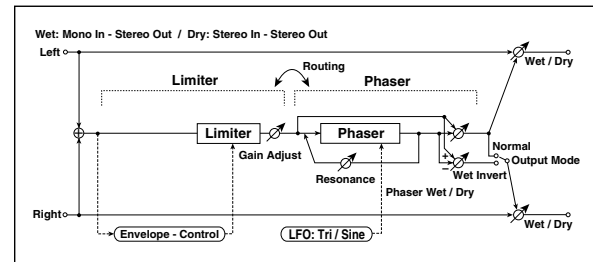 Wet: Mono In - Stereo Out / Dry: Stereo In - Stereo Out
Left
Wet / Dry
Routing
Limiter
Phaser
Limiter
Phaser
Gain Adjust
Resonance
+
−
Normal
Output Mode
Wet Invert
Phaser Wet / Dry
Right
Wet / Dry
Envelope - Control
LFO: Tri / Sine